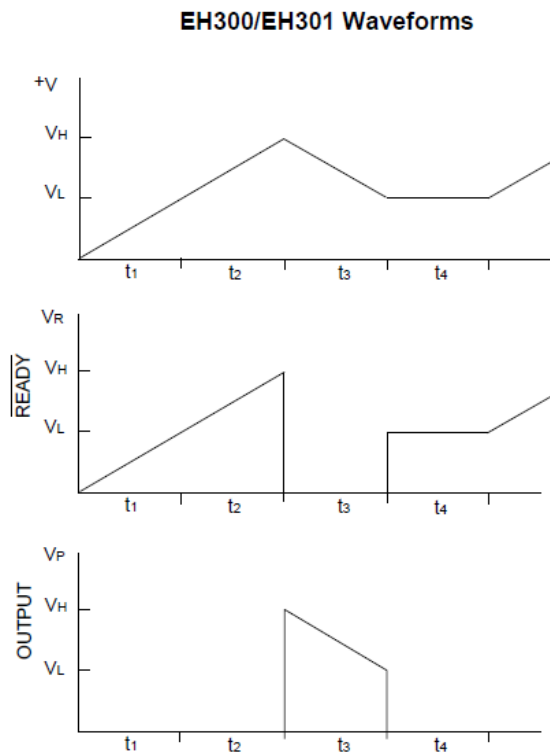 EH300/EH301 Waveforms
+V
VH
VL
t1 t2 t3 t4
VR
VH
READY
VL
t1 t2 t3 t4
VP
VH
OUTPUT
VL
t1 t2 t3 t4